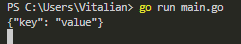 PS C:\Users\Vitalian> go run main.go
{"key": "value"}